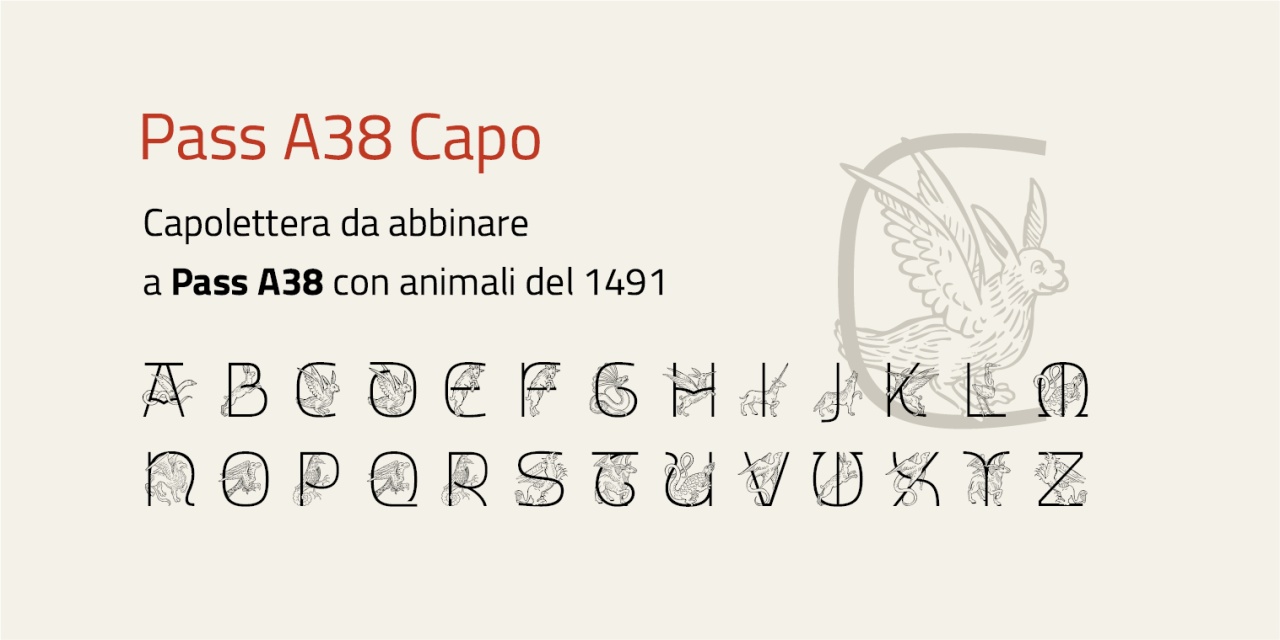 Pass A38 Capo
Capolettera da abbinare
a Pass A38 con animali del 1491
A B C D E F G H I J K L M
N O P Q R S T U V W X Y Z
C